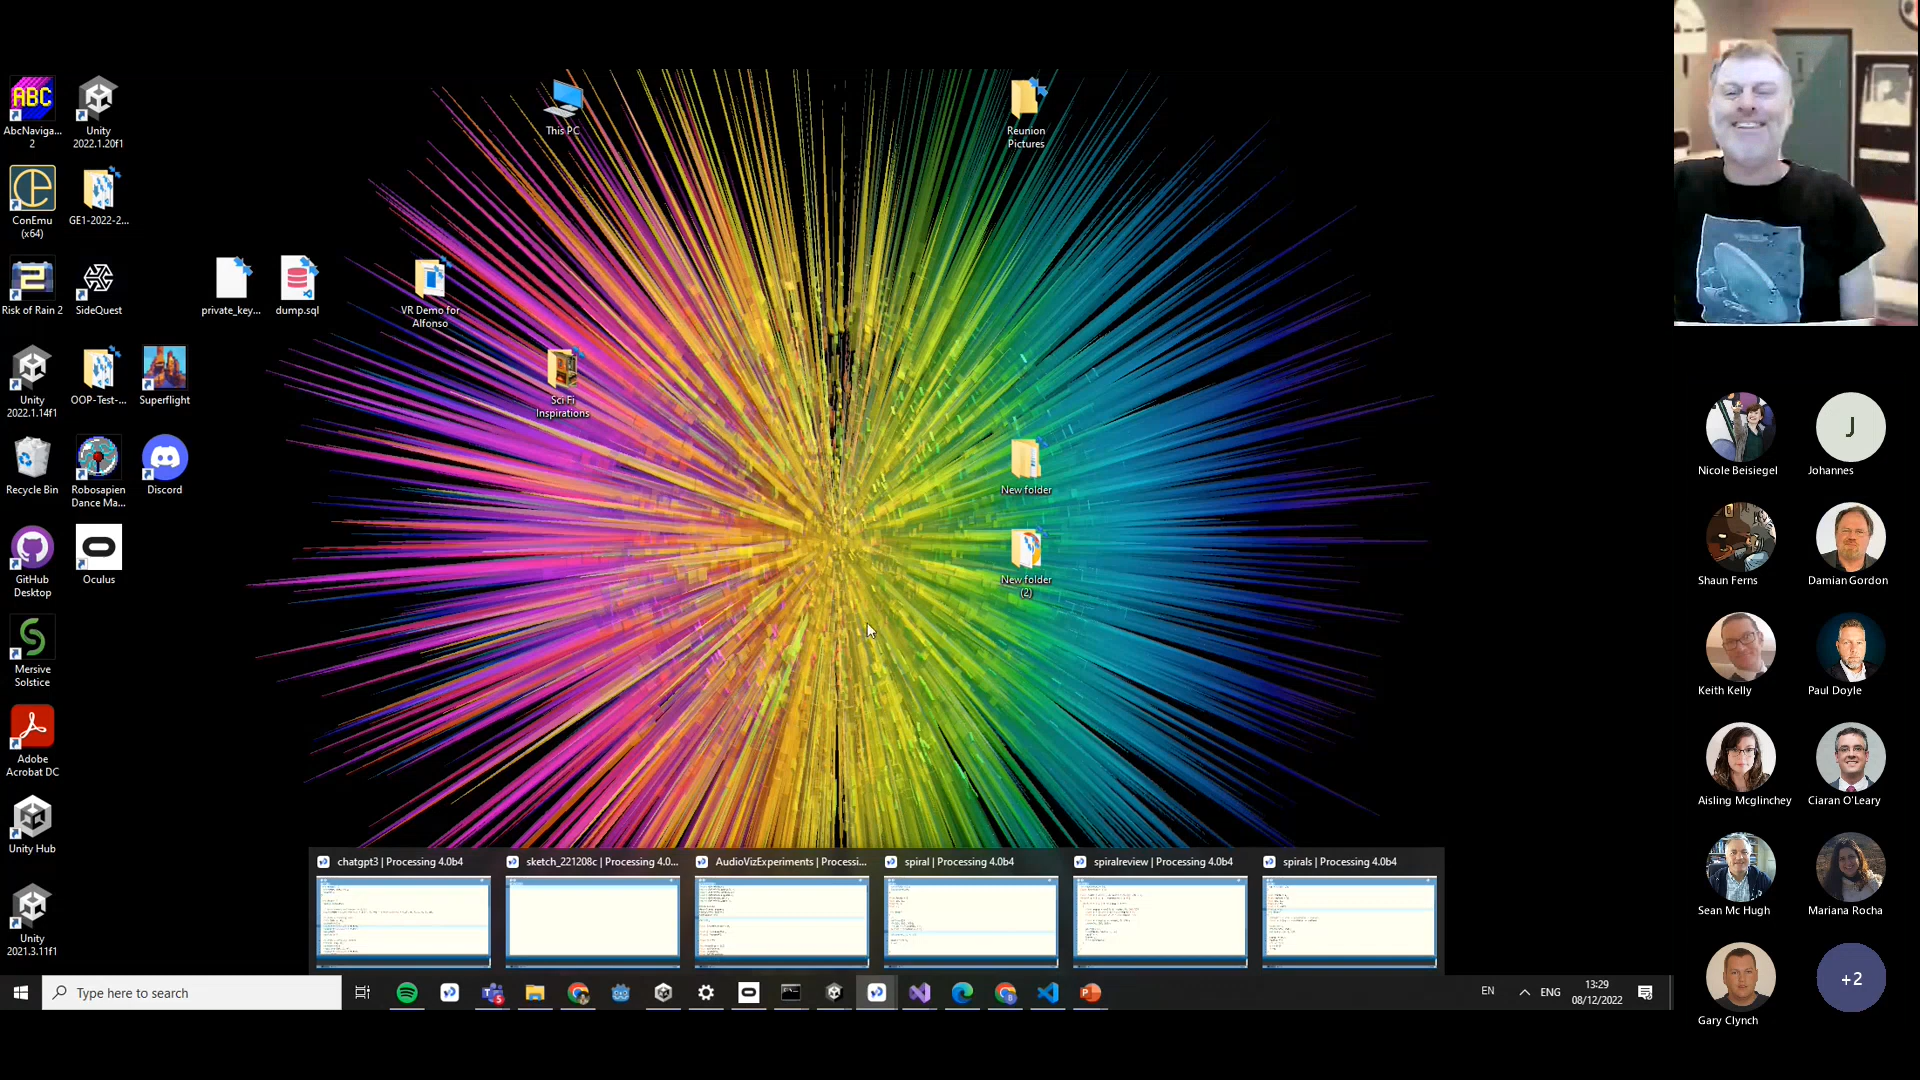 ABC
AbcNaviga...
2
Unity
2022.1.20f1
This PC
Reunion
Pictures
ConEmu
(x64)
GE1-2022-2...
Risk of Rain 2
SideQuest
private_key...
dump.sql
VR Demo for
Alfonso
Unity
2022.1.14f1
OOP-Test-...
Superflight
Sci Fi
Inspirations
Recycle Bin
Robosapien
Dance Ma...
Discord
New folder
GitHub
Desktop
Oculus
New folder
(2)
Mersive
Solstice
Adobe
Acrobat DC
Unity Hub
Unity
2021.3.11f1
chatgpt3 | Processing 4.0b4
sketch_221208c | Processing 4.0...
AudioVizExperiments | Processi...
spiral | Processing 4.0b4
spiralreview | Processing 4.0b4
spirals | Processing 4.0b4
Type here to search
EN
ENG
13:29
08/12/2022
Nicole Beisiegel
J
Johannes
Shaun Ferns
Damian Gordon
Keith Kelly
Paul Doyle
Aisling Mcglinchey
Ciaran O'Leary
Sean Mc Hugh
Mariana Rocha
Gary Clynch
+2